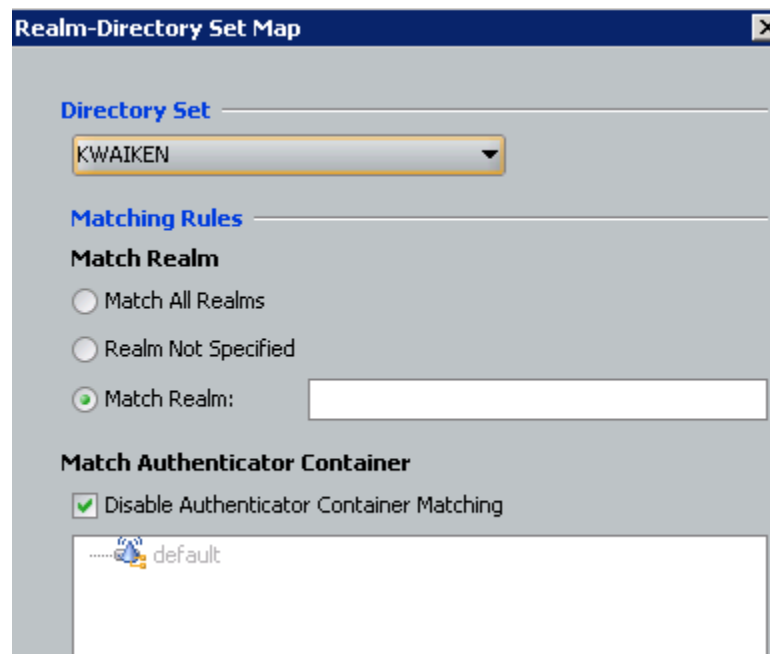 Realm-Directory Set Map
Directory Set
KWAIKEN
Matching Rules
Match Realm
Match All Realms
Realm Not Specified
Match Realm:
Match Authenticator Container
Disable Authenticator Container Matching
default